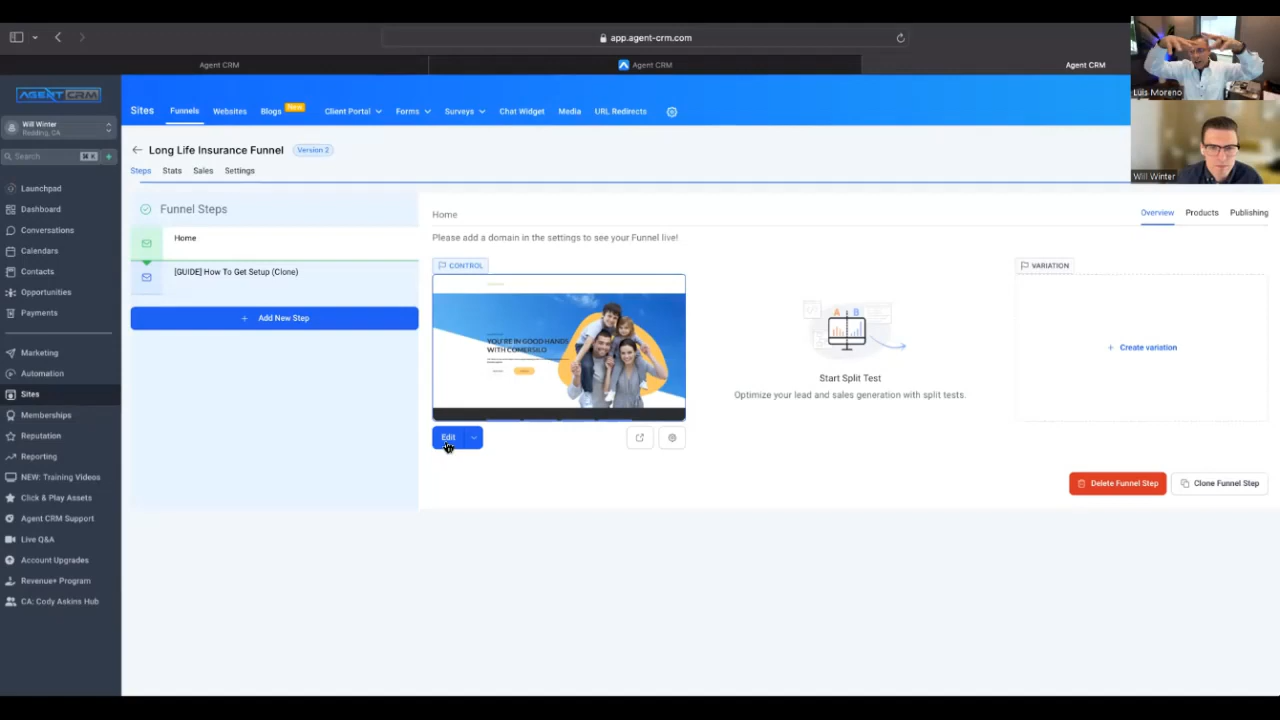 app.agent-crm.com
Agent CRM
Agent CRM
Agent CRM
Luis Moreno
Will Winter
AGENT CRM
Will Winter
Redding, CA
Search
⌘ K
Launchpad
Dashboard
Conversations
Calendars
Contacts
Opportunities
Payments
Marketing
Automation
Sites
Memberships
Reputation
Reporting
NEW: Training Videos
Click & Play Assets
Agent CRM Support
Live Q&A
Account Upgrades
Revenue+ Program
CA: Cody Askins Hub
Sites
Funnels
Websites
Blogs
New
Client Portal
Forms
Surveys
Chat Widget
Media
URL Redirects
Long Life Insurance Funnel
Version 2
Steps
Stats
Sales
Settings
Funnel Steps
Home
[GUIDE] How To Get Setup (Clone)
+ Add New Step
Home
Overview
Products
Publishing
Please add a domain in the settings to see your Funnel live!
CONTROL
YOU'RE IN GOOD HANDS
WITH COMERSILO
Edit
A B
Start Split Test
Optimize your lead and sales generation with split tests.
VARIATION
+ Create variation
Delete Funnel Step
Clone Funnel Step